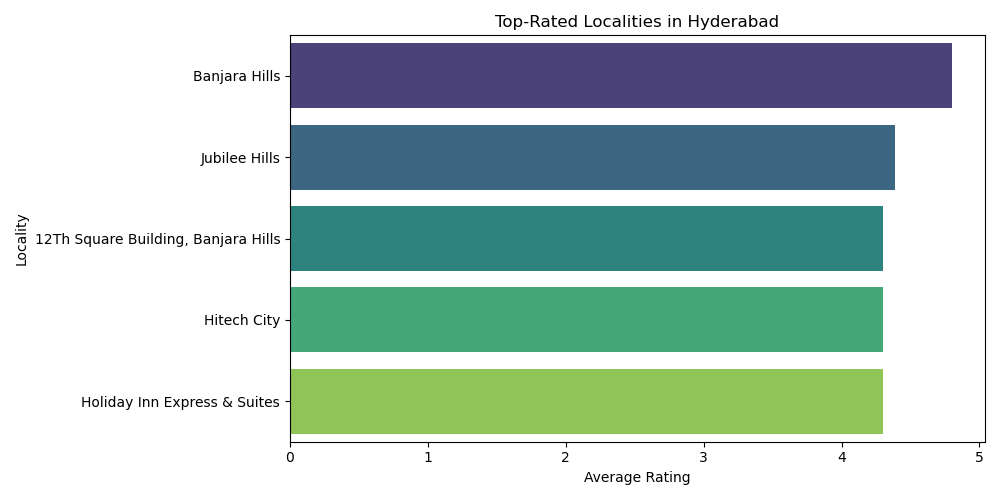 Top-Rated Localities in Hyderabad
Locality
Banjara Hills
Jubilee Hills
12Th Square Building, Banjara Hills
Hitech City
Holiday Inn Express & Suites
0 1 2 3 4 5
Average Rating